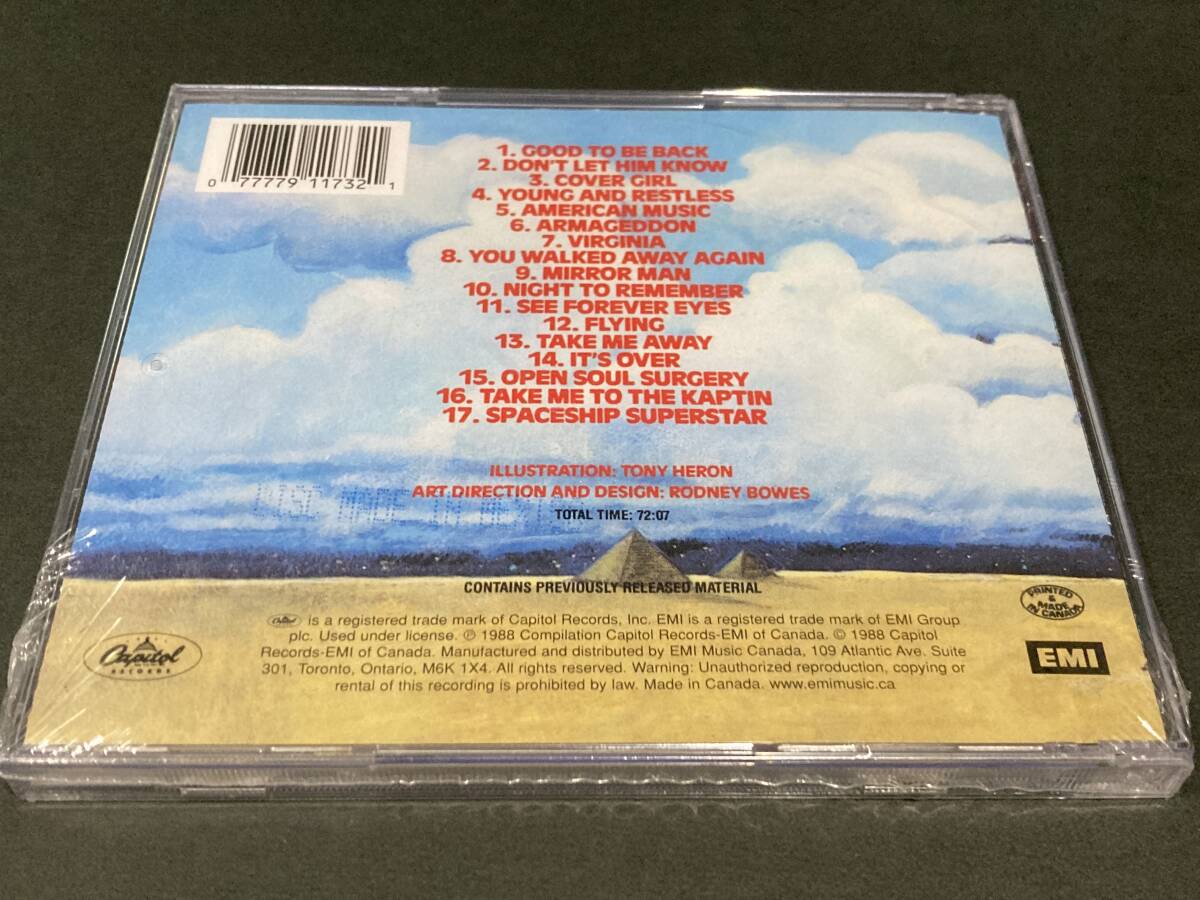 0 77779 11732 1
1. GOOD TO BE BACK
2. DON'T LET HIM KNOW
3. COVER GIRL
4. YOUNG AND RESTLESS
5. AMERICAN MUSIC
6. ARMAGEDDON
7. VIRGINIA
8. YOU WALKED AWAY AGAIN
9. MIRROR MAN
10. NIGHT TO REMEMBER
11. SEE FOREVER EYES
12. FLYING
13. TAKE ME AWAY
14. IT'S OVER
15. OPEN SOUL SURGERY
16. TAKE ME TO THE KAPTIN
17. SPACESHIP SUPERSTAR
ILLUSTRATION: TONY HERON
ART DIRECTION AND DESIGN: RODNEY BOWES
TOTAL TIME: 72:07
CONTAINS PREVIOUSLY RELEASED MATERIAL
PRINTED & MADE IN CANADA
Capitol is a registered trade mark of Capitol Records, Inc. EMI is a registered trade mark of EMI Group
plc. Used under license. ℗ 1988 Compilation Capitol Records-EMI of Canada. © 1988 Capitol
Records-EMI of Canada. Manufactured and distributed by EMI Music Canada, 109 Atlantic Ave. Suite
301, Toronto, Ontario, M6K 1X4. All rights reserved. Warning: Unauthorized reproduction, copying or
rental of this recording is prohibited by law. Made in Canada. www.emimusic.ca
Capitol
RECORDS
EMI